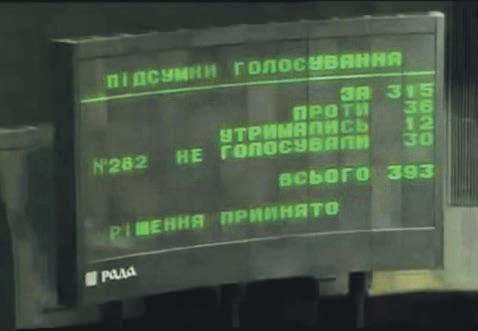 ПІДСУМКИ ГОЛОСУВАННЯ
ЗА 315
ПРОТИ 36
УТРИМАЛИСЬ 12
№282 НЕ ГОЛОСУВАЛИ 30
ВСЬОГО 393
РІШЕННЯ ПРИЙНЯТО
РАДА